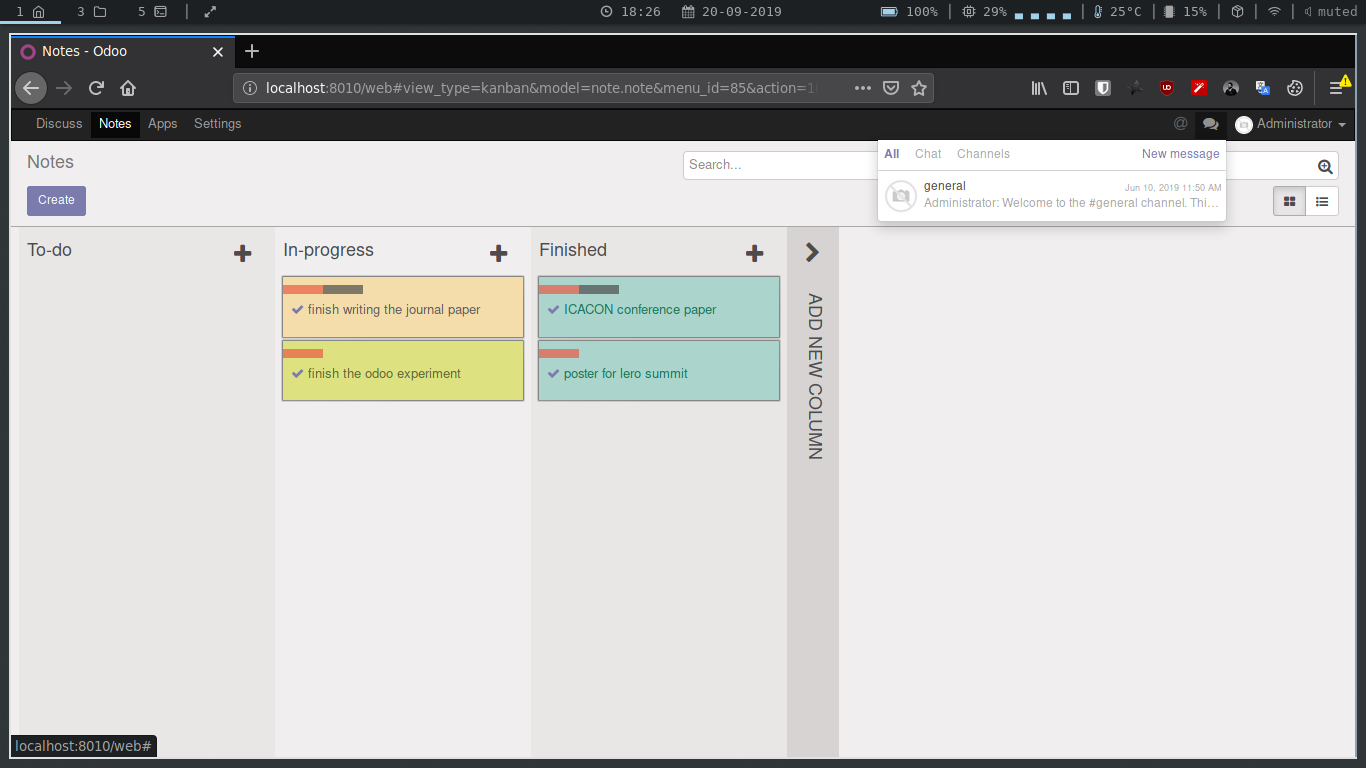 1 3 5 18:26 20-09-2019 100% 29% 25°C 15% muted
Notes - Odoo
localhost:8010/web#view_type=kanban&model=note.note&menu_id=85&action=1
Discuss Notes Apps Settings @ Administrator
Notes
Search...
All Chat Channels New message
Create
general Jun 10, 2019 11:50 AM
Administrator: Welcome to the #general channel. Thi...
To-do In-progress Finished
finish writing the journal paper ICACON conference paper
finish the odoo experiment poster for lero summit
ADD NEW COLUMN
localhost:8010/web#